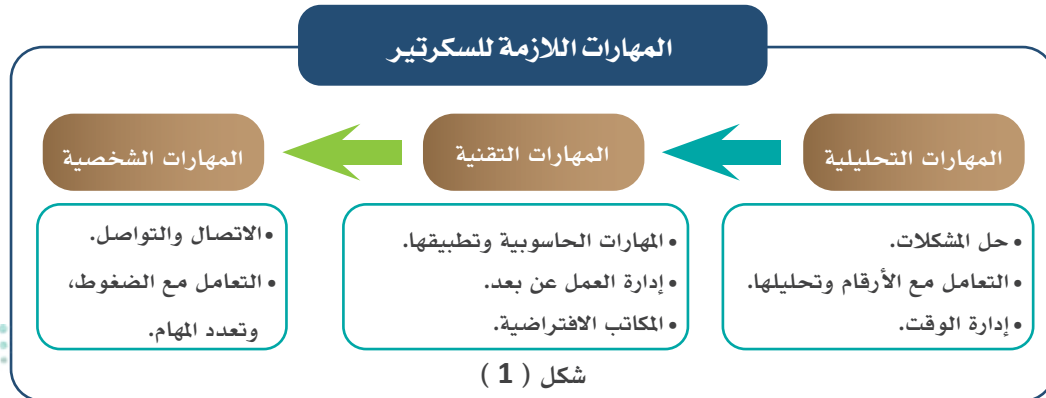 المهارات اللازمة للسكرتير
المهارات التحليلية
• حل المشكلات.
• التعامل مع الأرقام وتحليلها.
• إدارة الوقت.
المهارات التقنية
• المهارات الحاسوبية وتطبيقها.
• إدارة العمل عن بعد.
• المكاتب الافتراضية.
المهارات الشخصية
• الاتصال والتواصل.
• التعامل مع الضغوط،
وتعدد المهام.
شكل ( 1 )